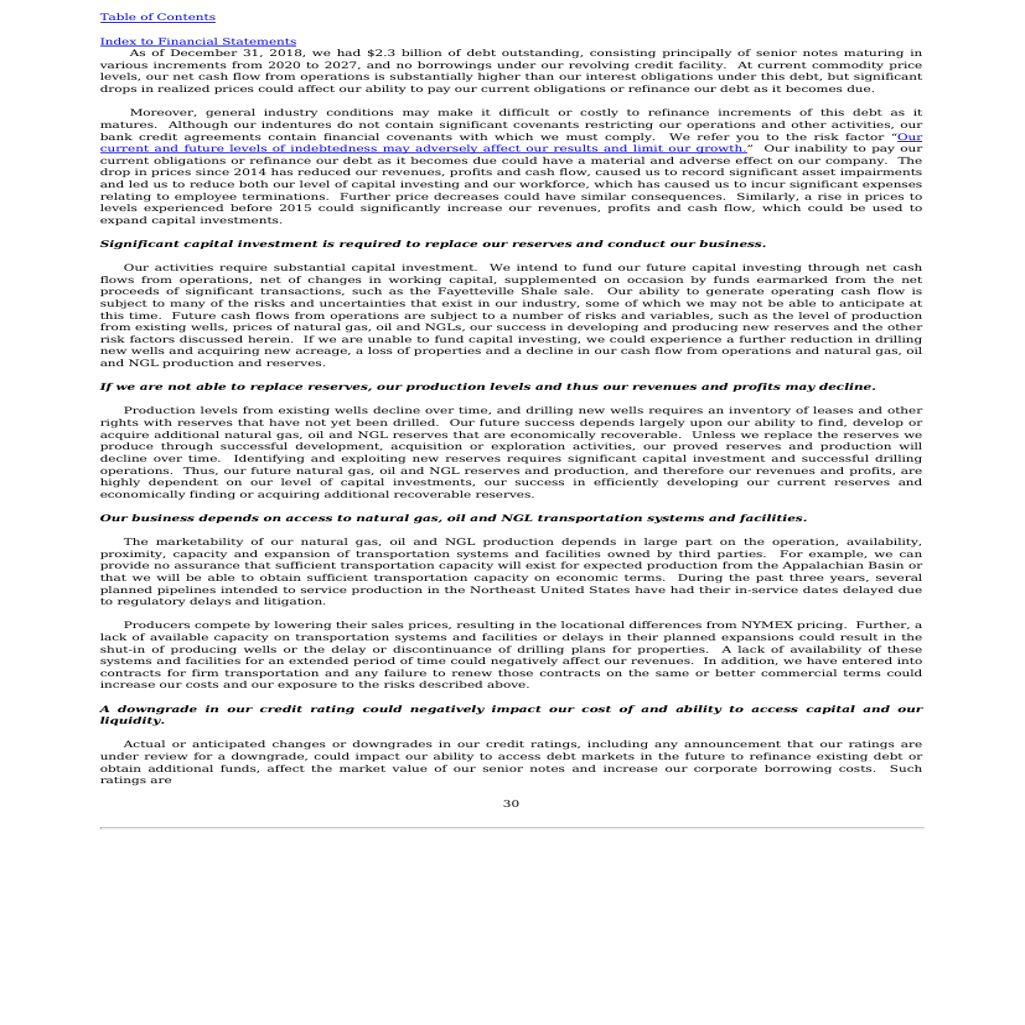 Table of Contents
Index to Financial Statements
As of December 31, 2018, we had $2.3 billion of debt outstanding, consisting principally of senior notes maturing in
various increments from 2020 to 2027, and no borrowings under our revolving credit facility. At current commodity price
levels, our net cash flow from operations is substantially higher than our interest obligations under this debt, but significant
drops in realized prices could affect our ability to pay our current obligations or refinance our debt as it becomes due.
Moreover, general industry conditions may make it difficult or costly to refinance increments of this debt as it
matures. Although our indentures do not contain significant covenants restricting our operations and other activities, our
bank credit agreements contain financial covenants with which we must comply. We refer you to the risk factor “Our
current and future levels of indebtedness may adversely affect our results and limit our growth.” Our inability to pay our
current obligations or refinance our debt as it becomes due could have a material and adverse effect on our company. The
drop in prices since 2014 has reduced our revenues, profits and cash flow, caused us to record significant asset impairments
and led us to reduce both our level of capital investing and our workforce, which has caused us to incur significant expenses
relating to employee terminations. Further price decreases could have similar consequences. Similarly, a rise in prices to
levels experienced before 2015 could significantly increase our revenues, profits and cash flow, which could be used to
expand capital investments.
Significant capital investment is required to replace our reserves and conduct our business.
Our activities require substantial capital investment. We intend to fund our future capital investing through net cash
flows from operations, net of changes in working capital, supplemented on occasion by funds earmarked from the net
proceeds of significant transactions, such as the Fayetteville Shale sale. Our ability to generate operating cash flow is
subject to many of the risks and uncertainties that exist in our industry, some of which we may not be able to anticipate at
this time. Future cash flows from operations are subject to a number of risks and variables, such as the level of production
from existing wells, prices of natural gas, oil and NGLs, our success in developing and producing new reserves and the other
risk factors discussed herein. If we are unable to fund capital investing, we could experience a further reduction in drilling
new wells and acquiring new acreage, a loss of properties and a decline in our cash flow from operations and natural gas, oil
and NGL production and reserves.
If we are not able to replace reserves, our production levels and thus our revenues and profits may decline.
Production levels from existing wells decline over time, and drilling new wells requires an inventory of leases and other
rights with reserves that have not yet been drilled. Our future success depends largely upon our ability to find, develop or
acquire additional natural gas, oil and NGL reserves that are economically recoverable. Unless we replace the reserves we
produce through successful development, acquisition or exploration activities, our proved reserves and production will
decline over time. Identifying and exploiting new reserves requires significant capital investment and successful drilling
operations. Thus, our future natural gas, oil and NGL reserves and production, and therefore our revenues and profits, are
highly dependent on our level of capital investments, our success in efficiently developing our current reserves and
economically finding or acquiring additional recoverable reserves.
Our business depends on access to natural gas, oil and NGL transportation systems and facilities.
The marketability of our natural gas, oil and NGL production depends in large part on the operation, availability,
proximity, capacity and expansion of transportation systems and facilities owned by third parties. For example, we can
provide no assurance that sufficient transportation capacity will exist for expected production from the Appalachian Basin or
that we will be able to obtain sufficient transportation capacity on economic terms. During the past three years, several
planned pipelines intended to service production in the Northeast United States have had their in-service dates delayed due
to regulatory delays and litigation.
Producers compete by lowering their sales prices, resulting in the locational differences from NYMEX pricing. Further, a
lack of available capacity on transportation systems and facilities or delays in their planned expansions could result in the
shut-in of producing wells or the delay or discontinuance of drilling plans for properties. A lack of availability of these
systems and facilities for an extended period of time could negatively affect our revenues. In addition, we have entered into
contracts for firm transportation and any failure to renew those contracts on the same or better commercial terms could
increase our costs and our exposure to the risks described above.
A downgrade in our credit rating could negatively impact our cost of and ability to access capital and our
liquidity.
Actual or anticipated changes or downgrades in our credit ratings, including any announcement that our ratings are
under review for a downgrade, could impact our ability to access debt markets in the future to refinance existing debt or
obtain additional funds, affect the market value of our senior notes and increase our corporate borrowing costs. Such
ratings are
30